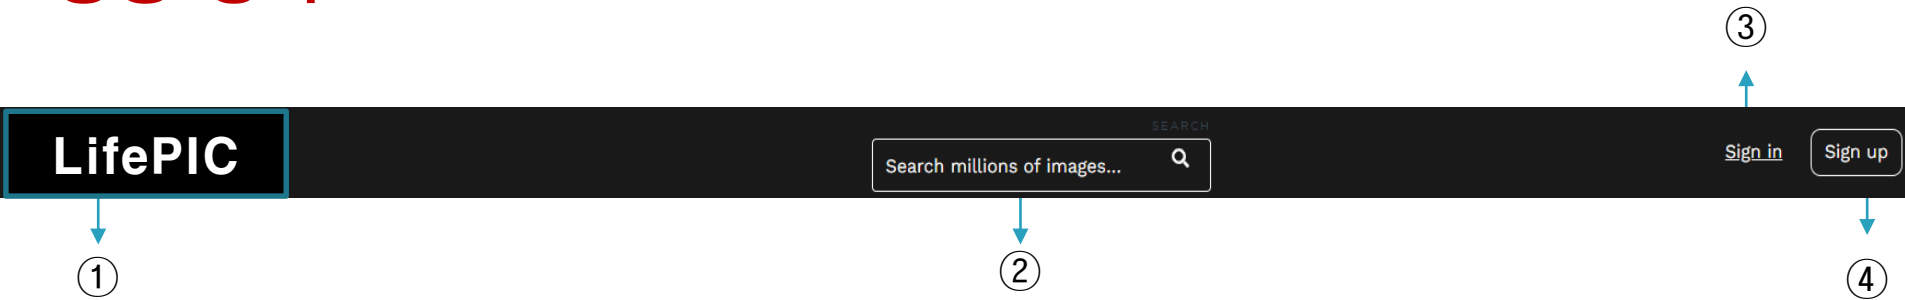 ③
LifePIC
SEARCH
Search millions of images...
Sign in
Sign up
①
②
④